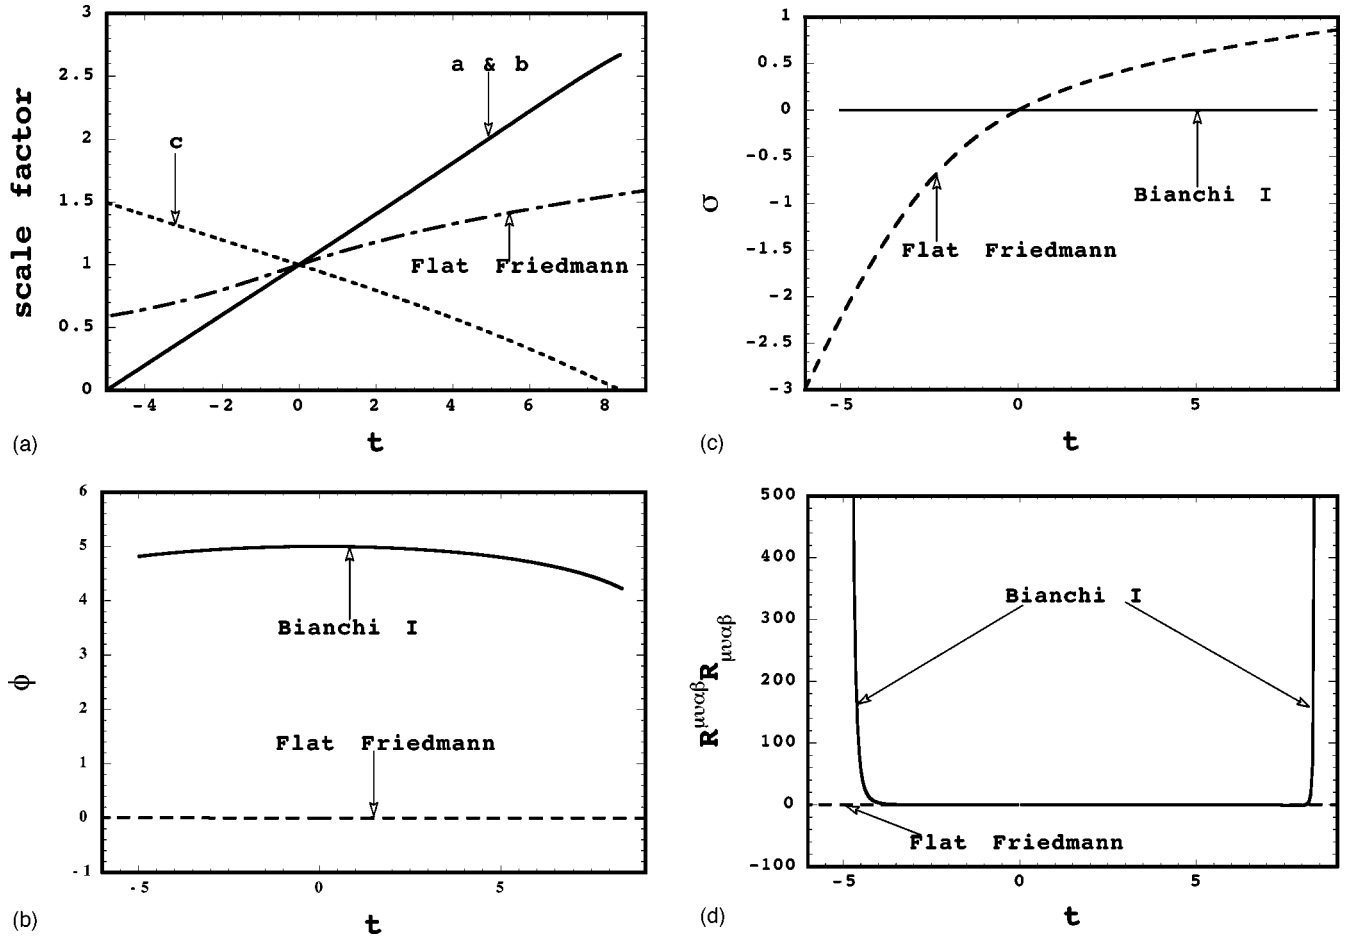 3
2.5
2
1.5
1
0.5
0
-4
-2
0
2
4
6
8
scale factor
t
a & b
c
Flat Friedmann
(a)
1
0.5
0
-0.5
-1
-1.5
-2
-2.5
-3
-5
0
5
σ
t
Bianchi I
Flat Friedmann
(c)
6
5
4
3
2
1
0
-1
-5
0
5
ϕ
t
Bianchi I
Flat Friedmann
(b)
500
400
300
200
100
0
-100
-5
0
5
R^μναβ R_μναβ
t
Bianchi I
Flat Friedmann
(d)